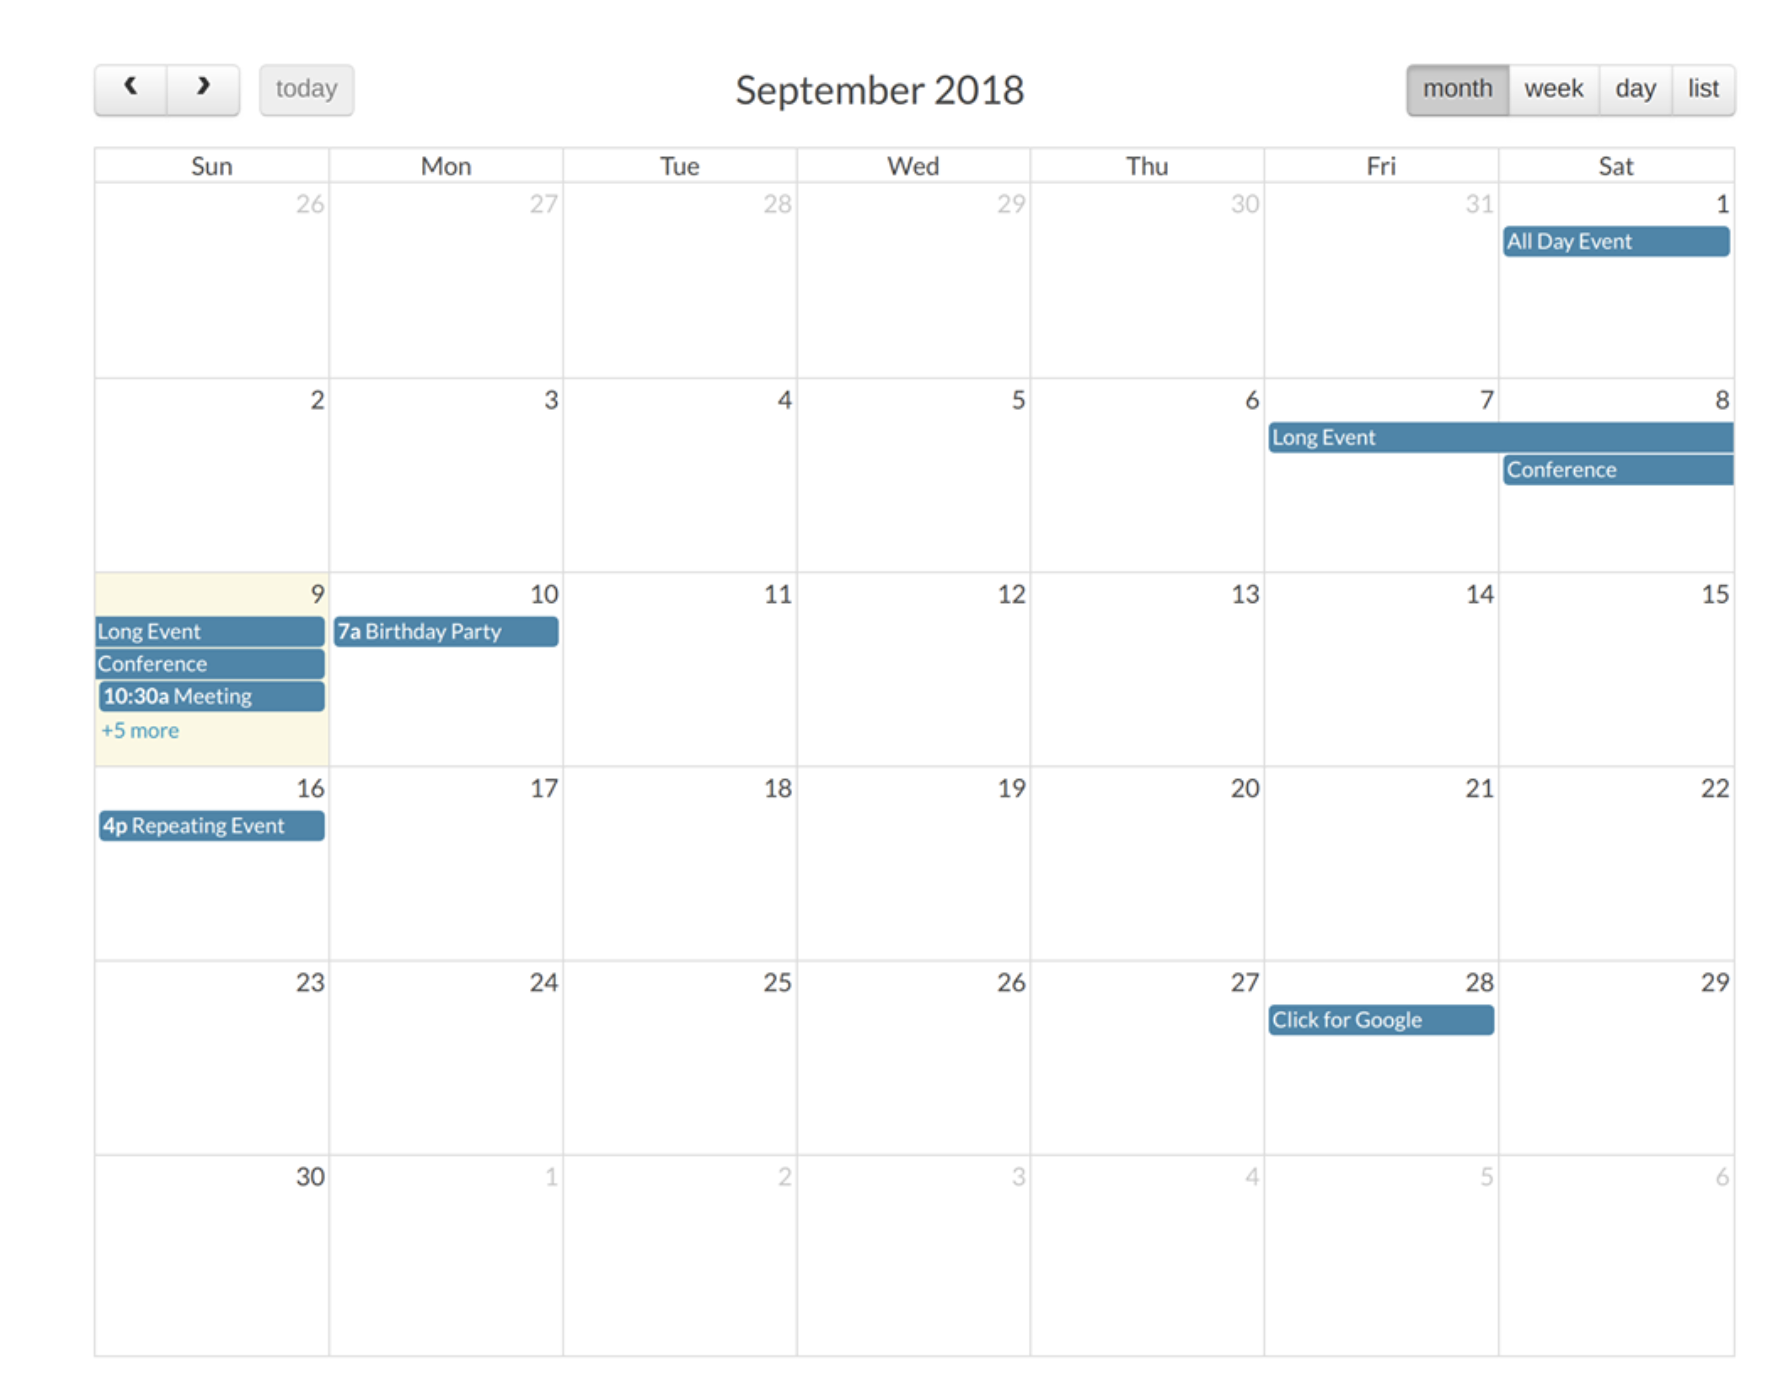 today September 2018 month week day list
Sun Mon Tue Wed Thu Fri Sat
26 27 28 29 30 31 1
All Day Event
2 3 4 5 6 7 8
Long Event
Conference
9 10 11 12 13 14 15
Long Event 7a Birthday Party
Conference
10:30a Meeting
+5 more
16 17 18 19 20 21 22
4p Repeating Event
23 24 25 26 27 28 29
Click for Google
30 1 2 3 4 5 6